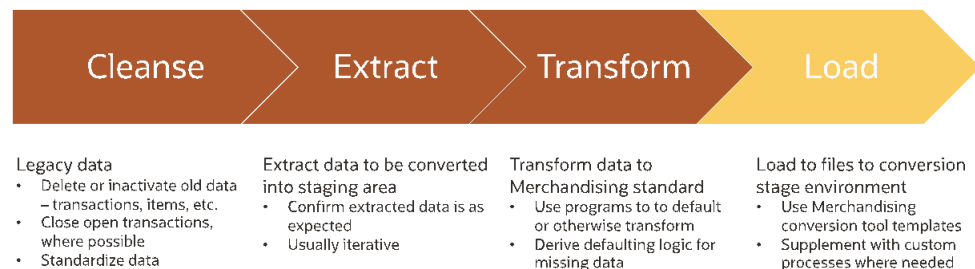 Cleanse
Extract
Transform
Load
Legacy data
• Delete or inactivate old data
– transactions, items, etc.
• Close open transactions,
where possible
• Standardize data
Extract data to be converted
into staging area
• Confirm extracted data is as
expected
• Usually iterative
Transform data to
Merchandising standard
• Use programs to to default
or otherwise transform
• Derive defaulting logic for
missing data
Load to files to conversion
stage environment
• Use Merchandising
conversion tool templates
• Supplement with custom
processes where needed